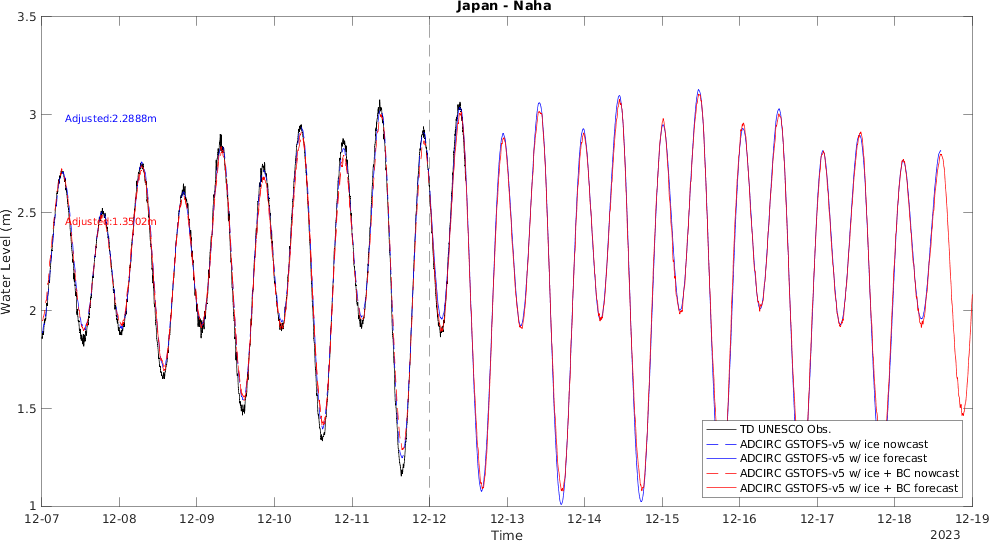 Japan - Naha
3.5
3
2.5
2
1.5
1
Water Level (m)
Adjusted:2.2888m
Adjusted:1.3502m
TD UNESCO Obs.
ADCIRC GSTOFS-v5 w/ ice nowcast
ADCIRC GSTOFS-v5 w/ ice forecast
ADCIRC GSTOFS-v5 w/ ice + BC nowcast
ADCIRC GSTOFS-v5 w/ ice + BC forecast
12-07 12-08 12-09 12-10 12-11 12-12 12-13 12-14 12-15 12-16 12-17 12-18 12-19
Time
2023